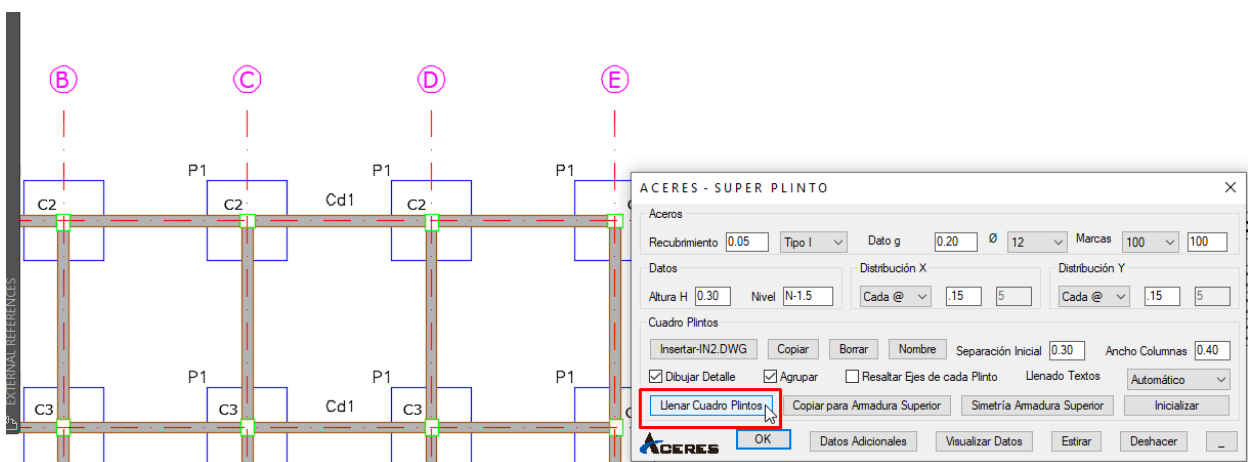 B C D E
P1 P1 P1
C2 C2 Cd1 C2
EXTERNAL REFERENCES
P1 P1 P1
C3 C3 Cd1 C3
ACERES - SUPER PLINTO
Aceros
Recubrimiento 0.05 Tipo I Dato g 0.20 Ø 12 Marcas 100 100
Datos Distribución X Distribución Y
Altura H 0.30 Nivel N-1.5 Cada @ .15 5 Cada @ .15 5
Cuadro Plintos
Insertar-IN2.DWG Copiar Borrar Nombre Separación Inicial 0.30 Ancho Columnas 0.40
Dibujar Detalle Agrupar Resaltar Ejes de cada Plinto Llenado Textos Automático
Llenar Cuadro Plintos Copiar para Armadura Superior Simetría Armadura Superior Inicializar
ACERES OK Datos Adicionales Visualizar Datos Estirar Deshacer _